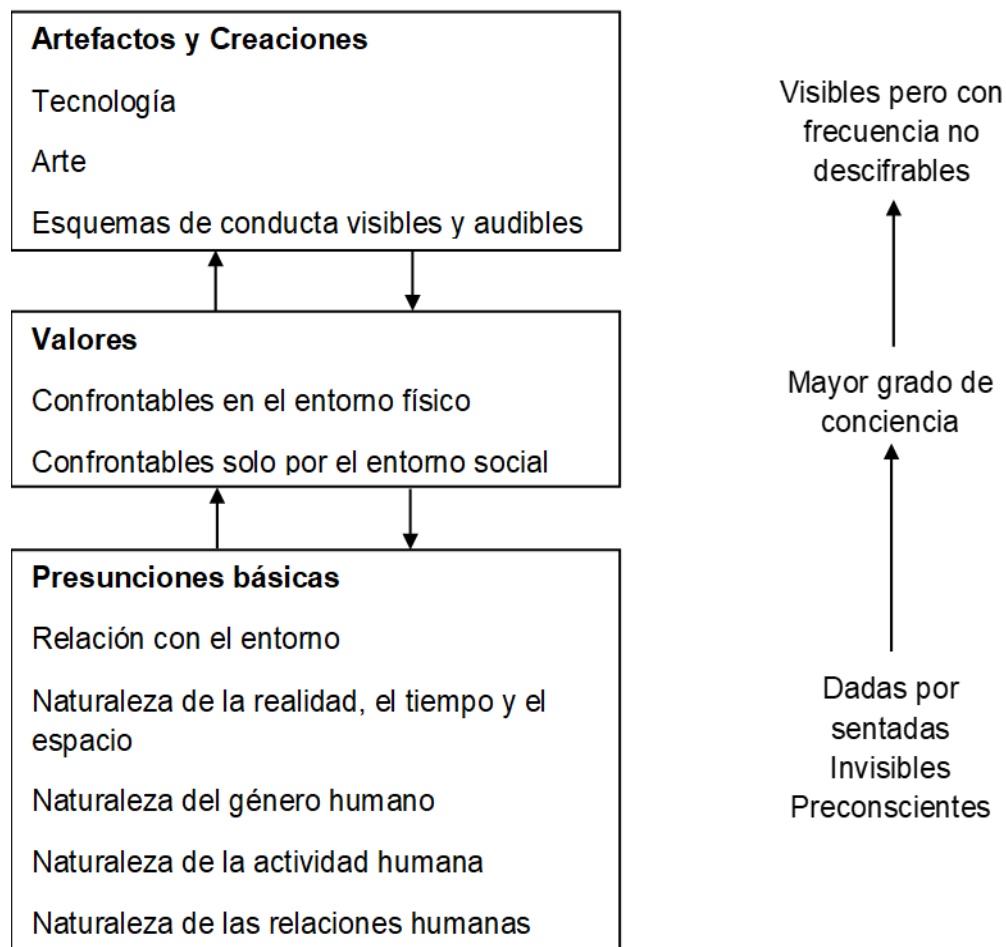 Artefactos y Creaciones
Tecnología
Arte
Esquemas de conducta visibles y audibles
Visibles pero con
frecuencia no
descifrables
Valores
Confrontables en el entorno físico
Confrontables solo por el entorno social
Mayor grado de
conciencia
Presunciones básicas
Relación con el entorno
Naturaleza de la realidad, el tiempo y el
espacio
Naturaleza del género humano
Naturaleza de la actividad humana
Naturaleza de las relaciones humanas
Dadas por
sentadas
Invisibles
Preconscientes